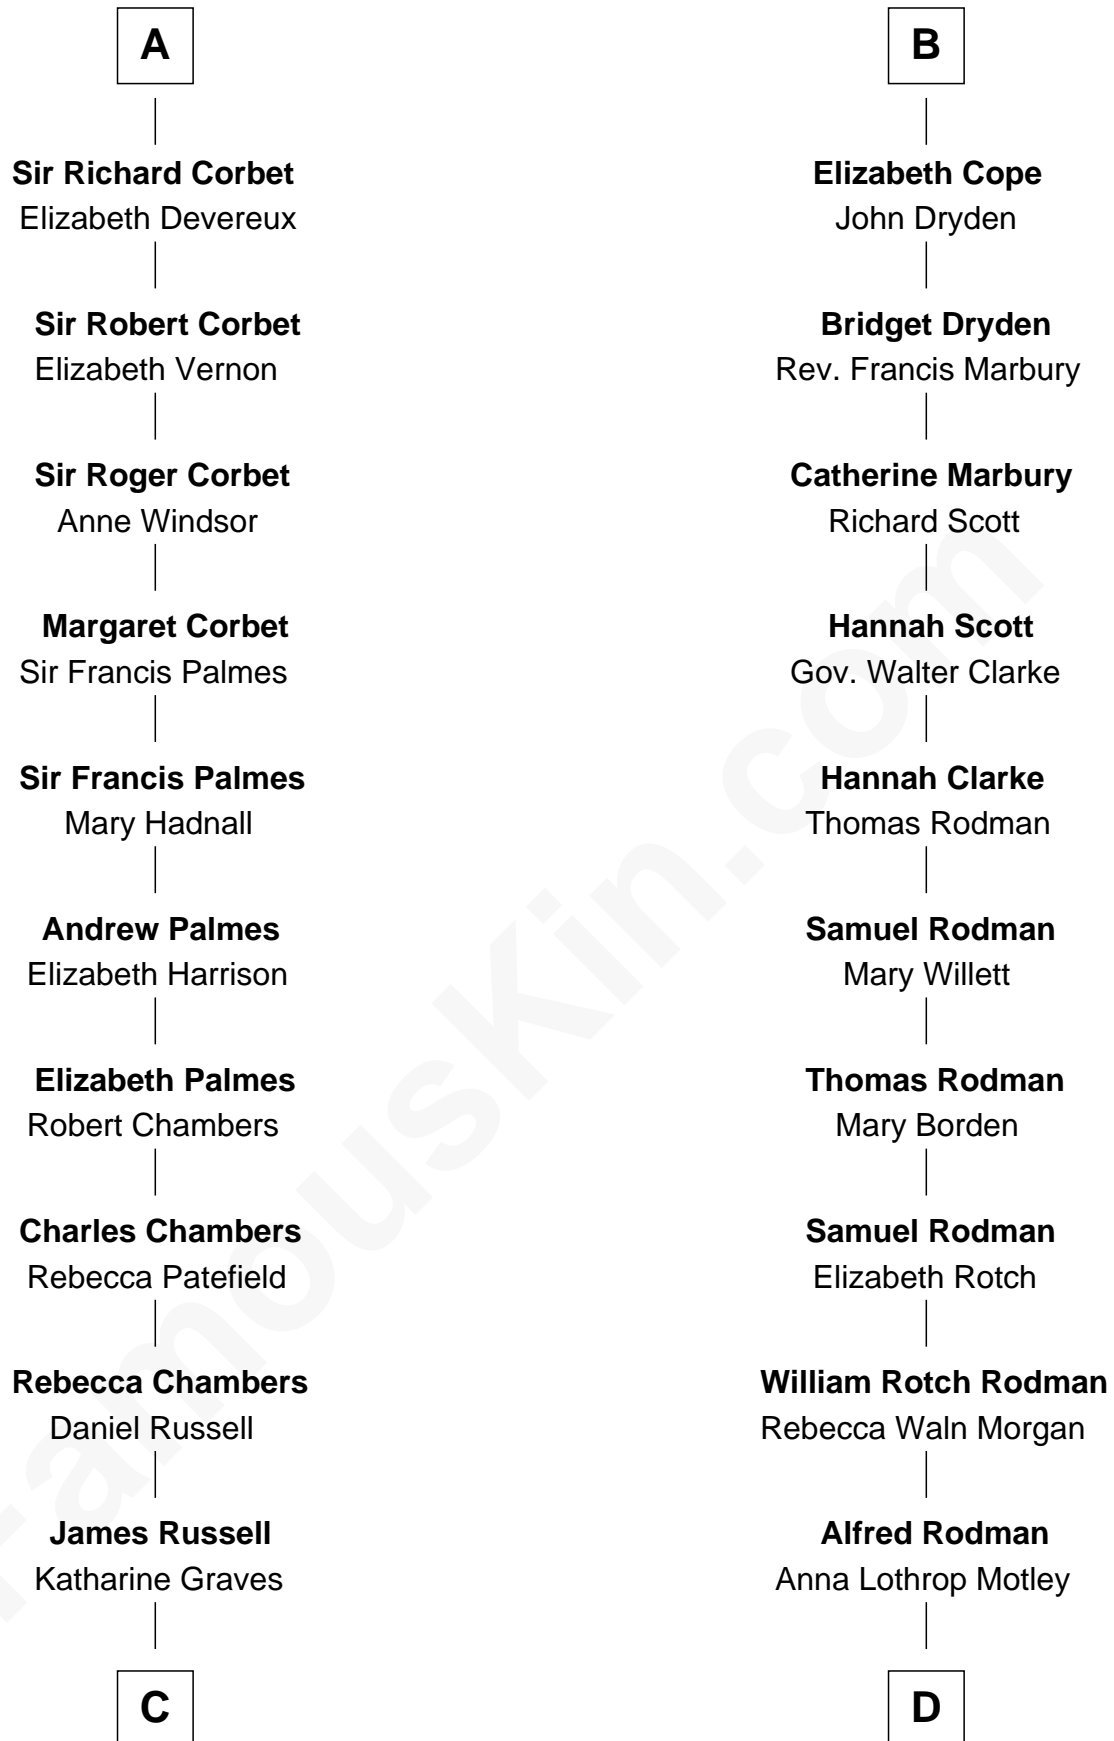 A
Sir Richard Corbet
Elizabeth Devereux
Sir Robert Corbet
Elizabeth Vernon
Sir Roger Corbet
Anne Windsor
Margaret Corbet
Sir Francis Palmes
Sir Francis Palmes
Mary Hadnall
Andrew Palmes
Elizabeth Harrison
Elizabeth Palmes
Robert Chambers
Charles Chambers
Rebecca Patefield
Rebecca Chambers
Daniel Russell
James Russell
Katharine Graves
C
B
Elizabeth Cope
John Dryden
Bridget Dryden
Rev. Francis Marbury
Catherine Marbury
Richard Scott
Hannah Scott
Gov. Walter Clarke
Hannah Clarke
Thomas Rodman
Samuel Rodman
Mary Willett
Thomas Rodman
Mary Borden
Samuel Rodman
Elizabeth Rotch
William Rotch Rodman
Rebecca Waln Morgan
Alfred Rodman
Anna Lothrop Motley
D
FamousKin.com